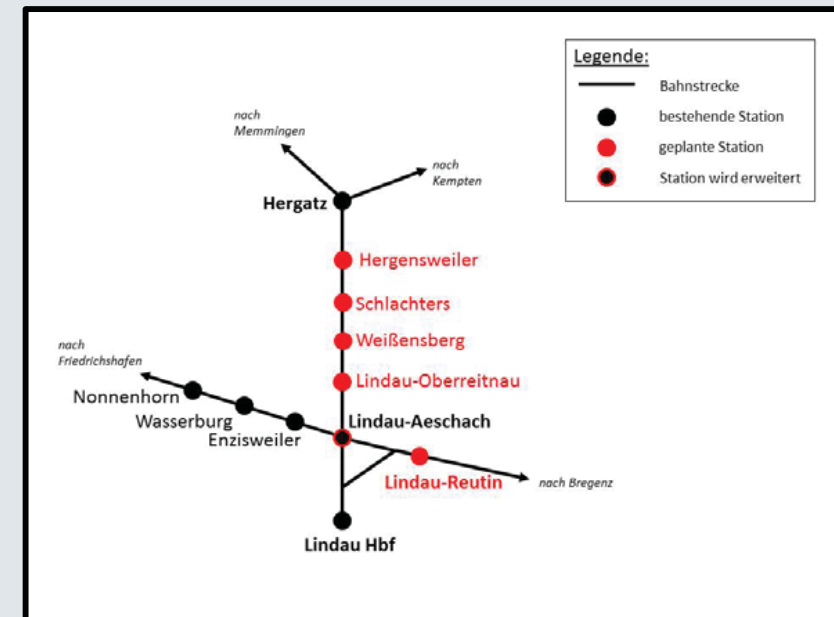 Legende:
Bahnstrecke
bestehende Station
geplante Station
Station wird erweitert
nach
Memmingen
nach
Kempten
Hergatz
Hergensweiler
Schlachters
Weißensberg
Lindau-Oberreitnau
nach
Friedrichshafen
Nonnenhorn
Wasserburg
Enzisweiler
Lindau-Aeschach
Lindau-Reutin
nach Bregenz
Lindau Hbf